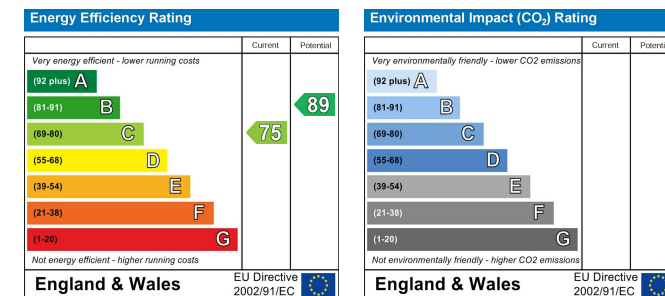 Energy Efficiency Rating
Current Potential
Very energy efficient - lower running costs
(92 plus) A
(81-91) B
89
(69-80) C
75
(55-68) D
(39-54) E
(21-38) F
(1-20) G
Not energy efficient - higher running costs
England & Wales
EU Directive
2002/91/EC
Environmental Impact (CO₂) Rating
Current Potential
Very environmentally friendly - lower CO2 emissions
(92 plus) A
(81-91) B
(69-80) C
(55-68) D
(39-54) E
(21-38) F
(1-20) G
Not environmentally friendly - higher CO2 emissions
England & Wales
EU Directive
2002/91/EC